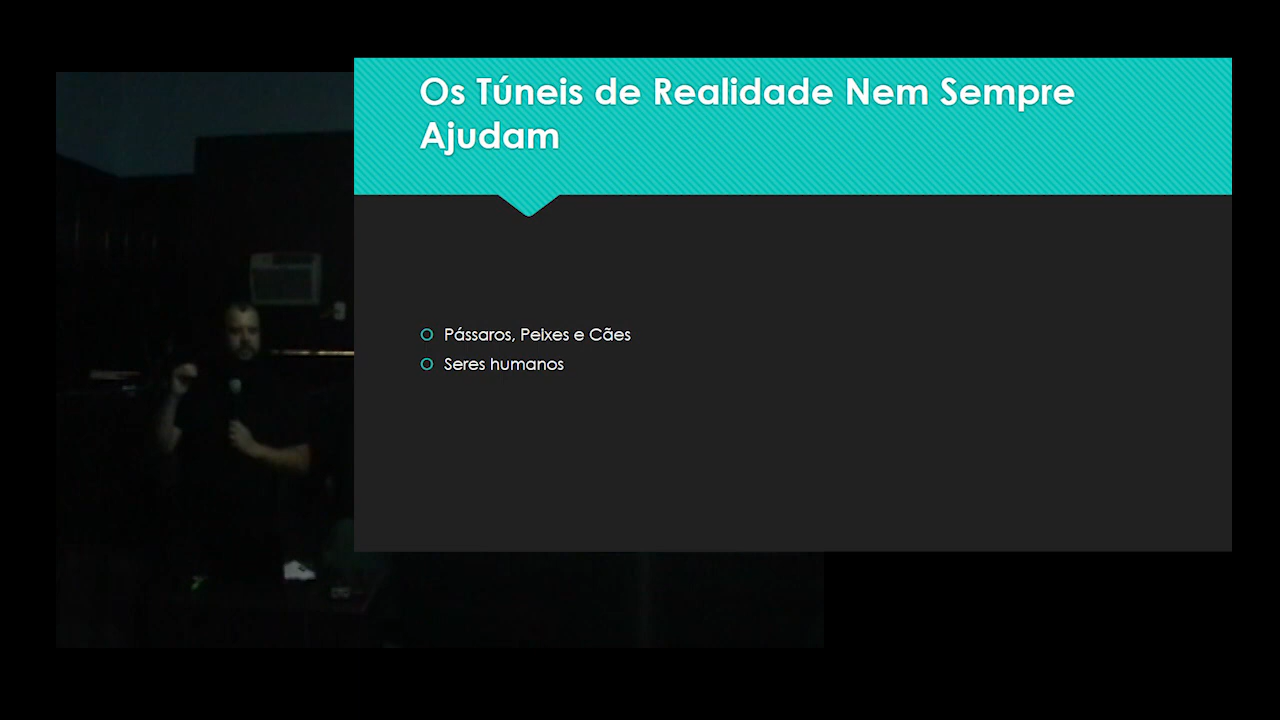 Os Túneis de Realidade Nem Sempre
Ajudam
Pássaros, Peixes e Cães
Seres humanos